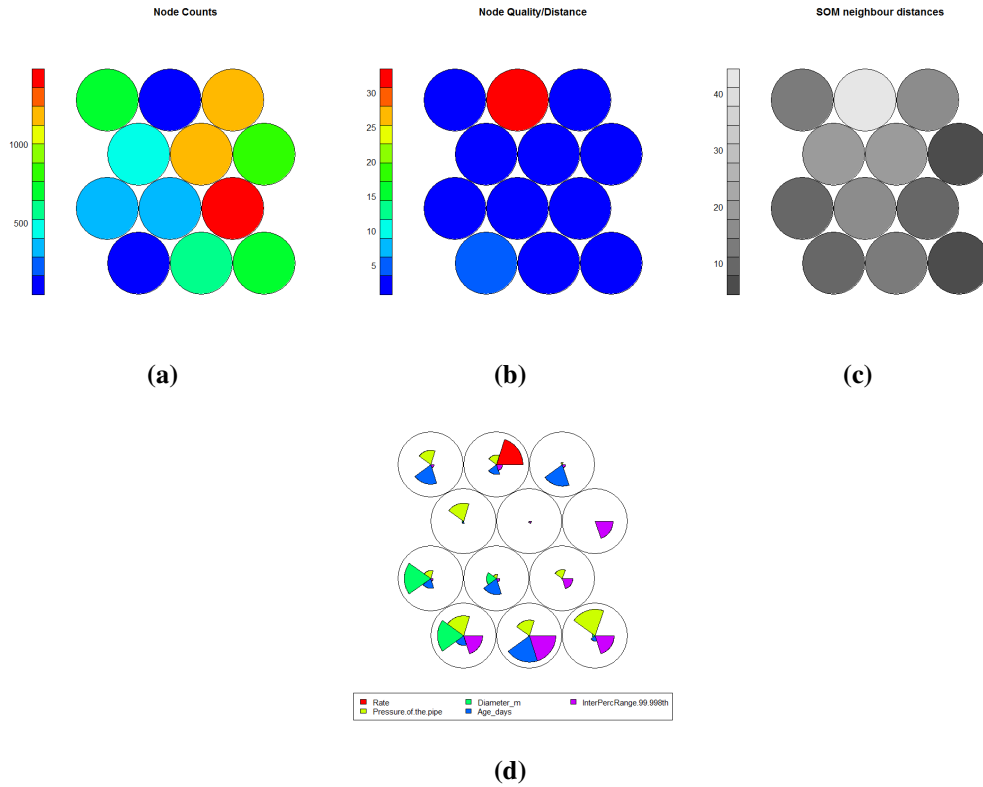 Node Counts
1000
500
(a)
Node Quality/Distance
30
25
20
15
10
5
(b)
SOM neighbour distances
40
30
20
10
(c)
Rate
Pressure.of.the.pipe
Diameter_m
Age_days
InterPercRange.99.998th
(d)